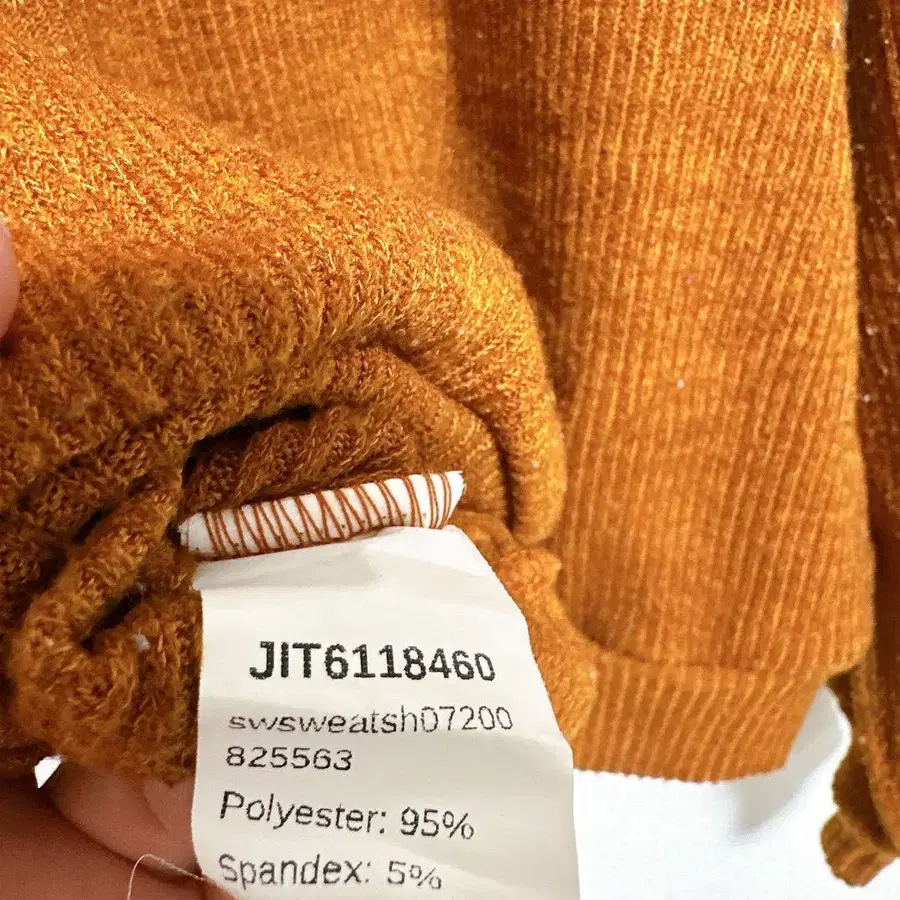 JIT6118460
swsweatsh07200
825563
Polyester: 95%
Spandex: 5%